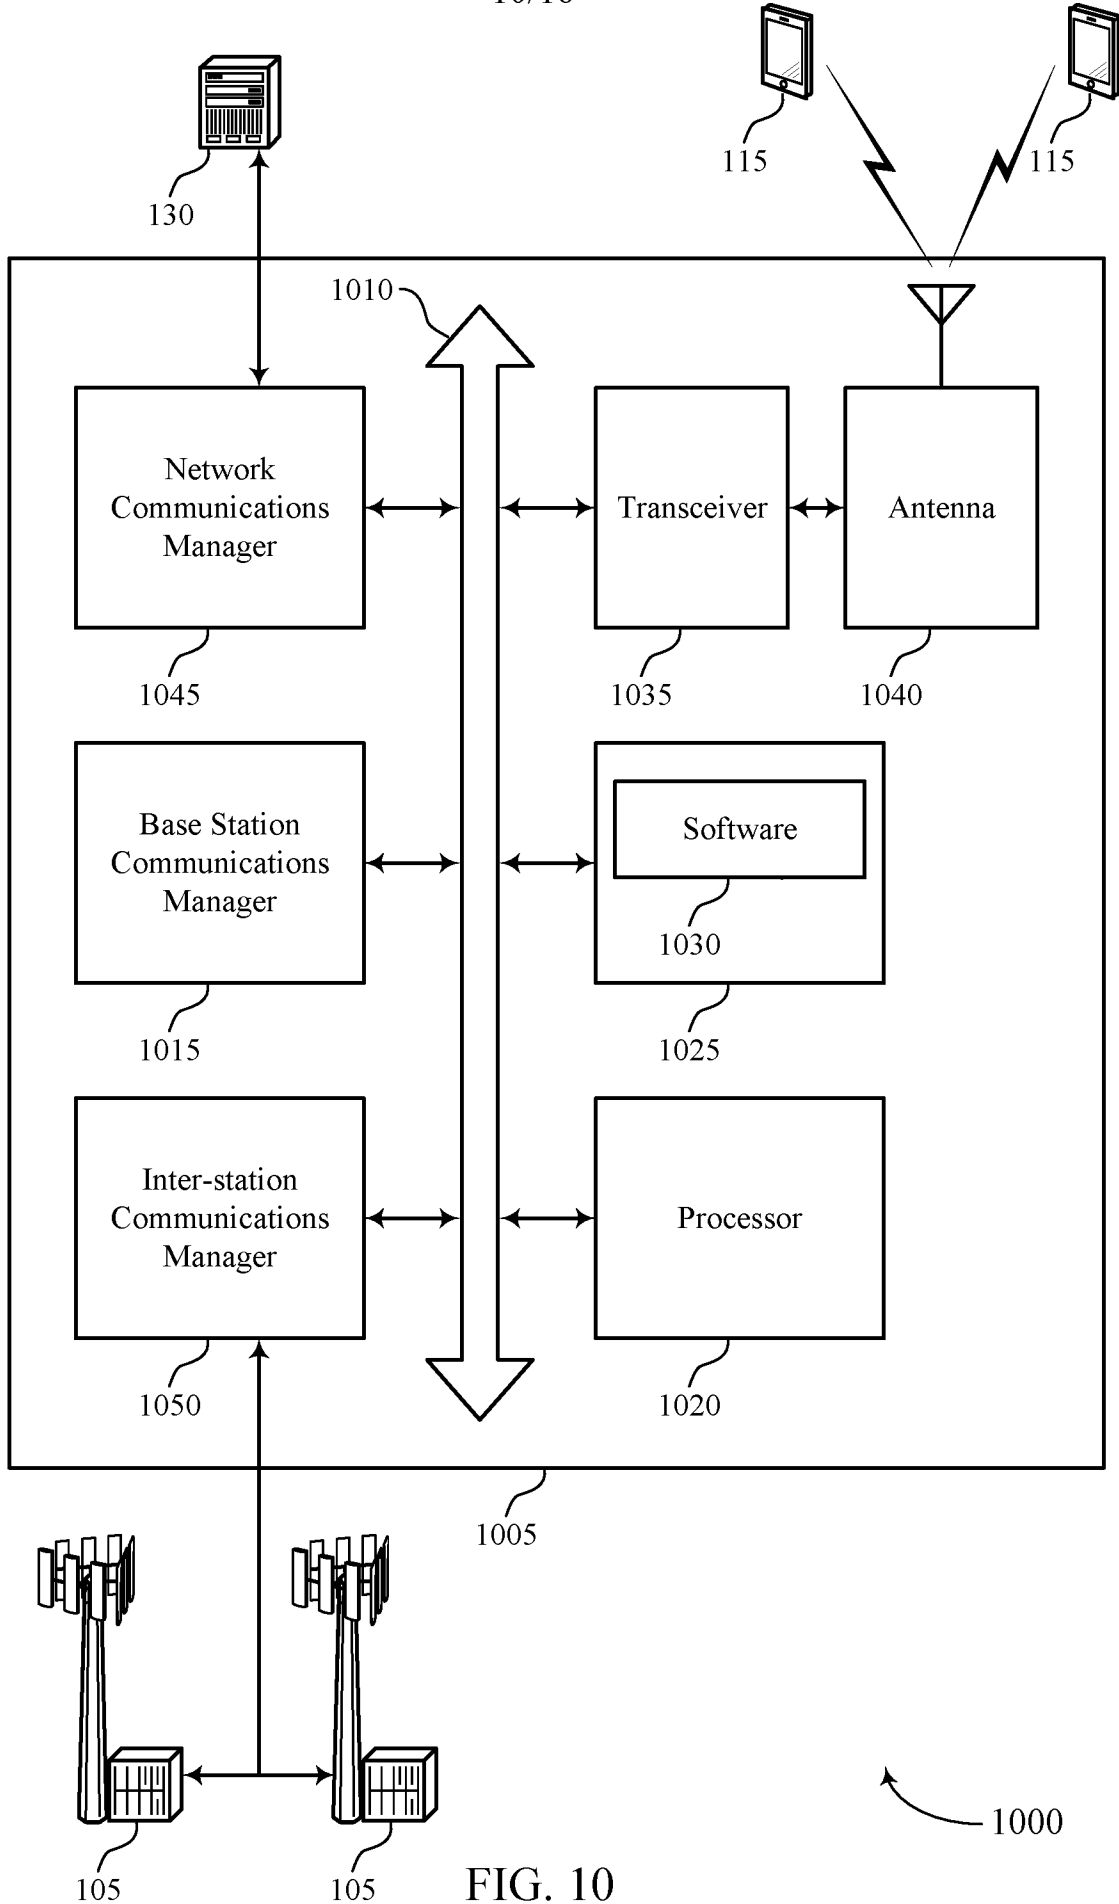 115
115
130
1010
Network
Communications
Manager
Transceiver
Antenna
1045
1035
1040
Base Station
Communications
Manager
Software
1030
1015
1025
Inter-station
Communications
Manager
Processor
1050
1020
1005
1000
105
105
FIG. 10